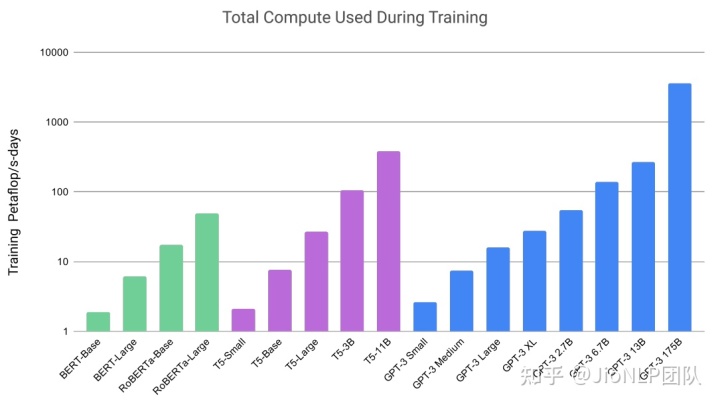 Total Compute Used During Training
Training Petaflop/s-days
10000
1000
100
10
1
BERT-Base
BERT-Large
RoBERTa-Base
RoBERTa-Large
T5-Small
T5-Base
T5-Large
T5-3B
T5-11B
GPT-3 Small
GPT-3 Medium
GPT-3 Large
GPT-3 XL
GPT-3 2.7B
GPT-3 6.7B
GPT-3 13B
GPT-3 175B
知乎 @JioNLP团队